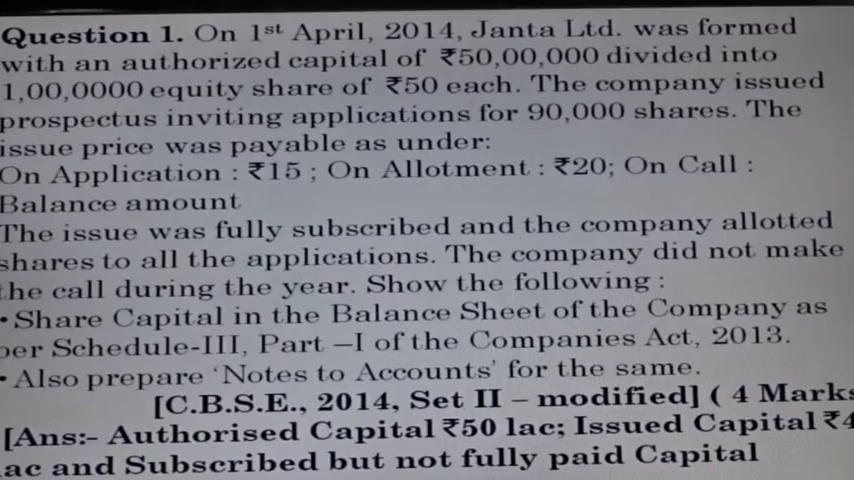 Question 1. On 1st April, 2014, Janta Ltd. was formed
with an authorized capital of ₹50,00,000 divided into
1,00,0000 equity share of ₹50 each. The company issued
prospectus inviting applications for 90,000 shares. The
issue price was payable as under:
On Application : ₹15 ; On Allotment : ₹20; On Call :
Balance amount
The issue was fully subscribed and the company allotted
shares to all the applications. The company did not make
the call during the year. Show the following :
• Share Capital in the Balance Sheet of the Company as
per Schedule-III, Part –I of the Companies Act, 2013.
• Also prepare ‘Notes to Accounts’ for the same.
[C.B.S.E., 2014, Set II – modified] ( 4 Marks
[Ans:- Authorised Capital ₹50 lac; Issued Capital ₹4
lac and Subscribed but not fully paid Capital